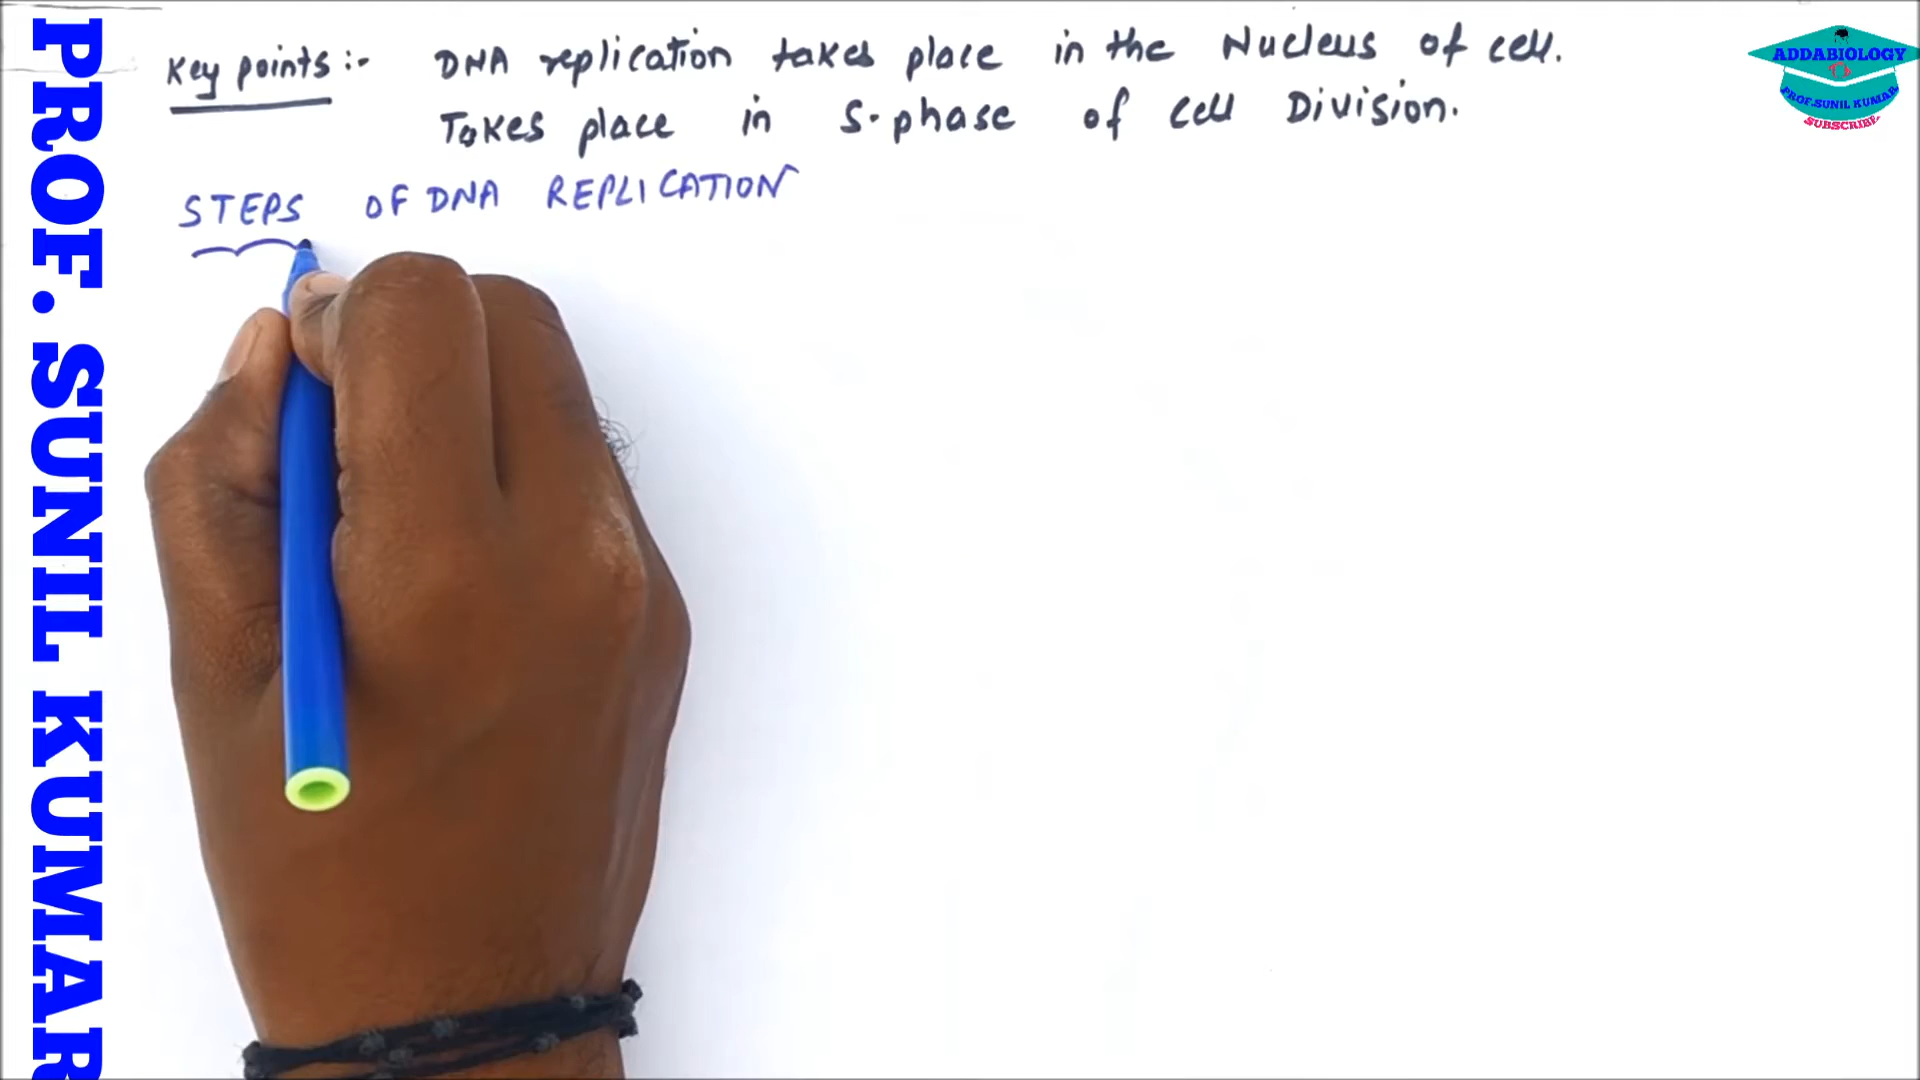 PROF. SUNIL KUMAR
Key points :- DNA replication takes place in the Nucleus of cell.
Takes place in S-phase of cell Division.
STEPS OF DNA REPLICATION
ADDABIOLOGY
PROF.SUNIL KUMAR
SUBSCRIBE